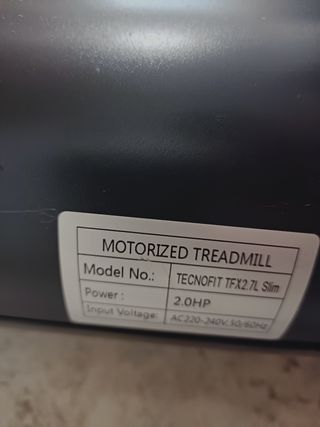 MOTORIZED TREADMILL
Model No.: TECNOFIT TFX2.7L Slim
Power : 2.0HP
Input Voltage: AC220-240V.50/60Hz